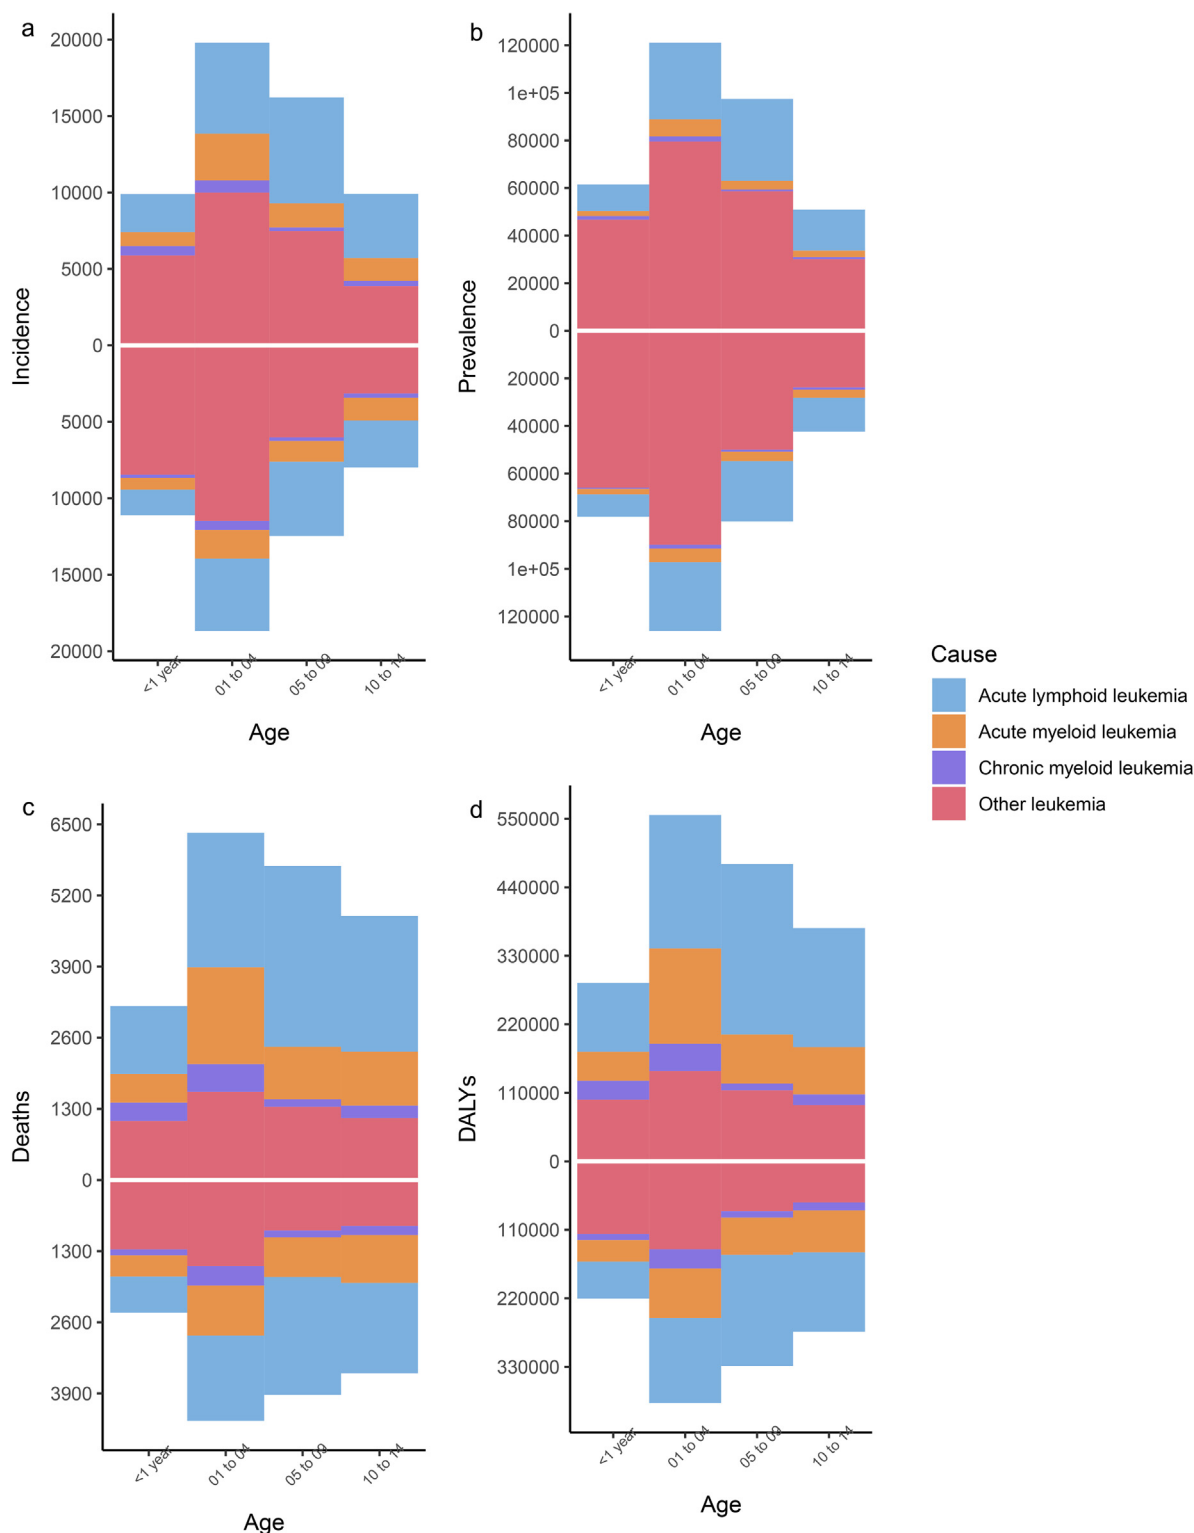 a
20000
15000
10000
5000
0
5000
10000
15000
20000
Incidence
<1 year
01 to 04
05 to 09
10 to 14
Age
b
120000
1e+05
80000
60000
40000
20000
0
20000
40000
60000
80000
1e+05
120000
Prevalence
<1 year
01 to 04
05 to 09
10 to 14
Age
Cause
Acute lymphoid leukemia
Acute myeloid leukemia
Chronic myeloid leukemia
Other leukemia
c
6500
5200
3900
2600
1300
0
1300
2600
3900
Deaths
<1 year
01 to 04
05 to 09
10 to 14
Age
d
550000
440000
330000
220000
110000
0
110000
220000
330000
DALYs
<1 year
01 to 04
05 to 09
10 to 14
Age